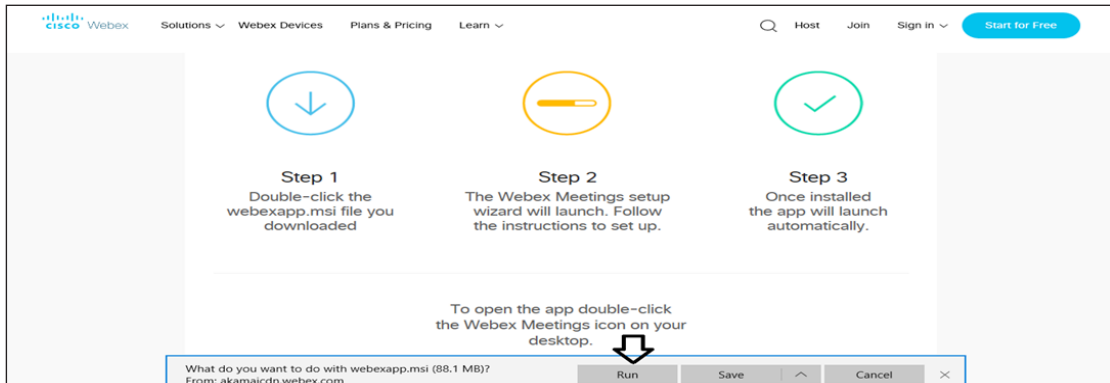 cisco Webex Solutions Webex Devices Plans & Pricing Learn Host Join Sign in Start for Free
Step 1
Double-click the
webexapp.msi file you
downloaded
Step 2
The Webex Meetings setup
wizard will launch. Follow
the instructions to set up.
Step 3
Once installed
the app will launch
automatically.
To open the app double-click
the Webex Meetings icon on your
desktop.
What do you want to do with webexapp.msi (88.1 MB)?
From: akamaicdn.webex.com
Run Save Cancel